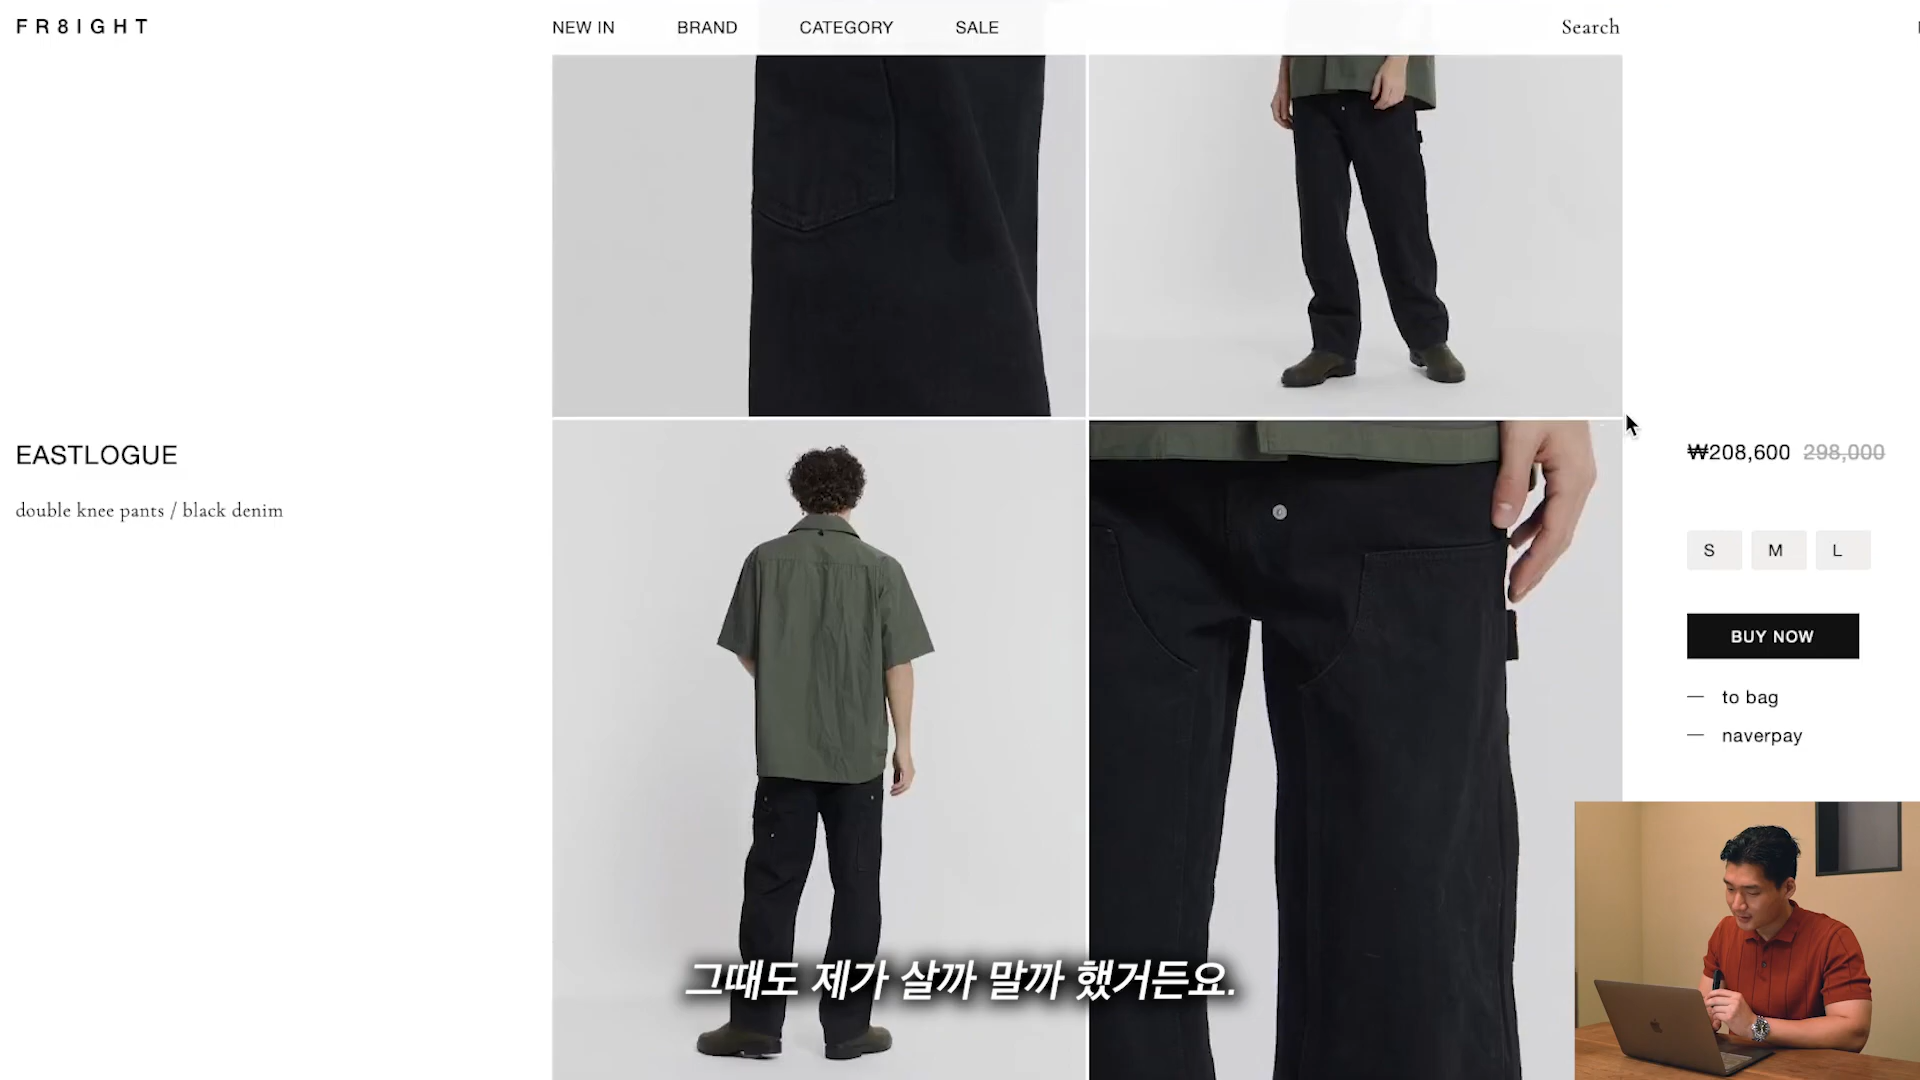 FR8IGHT
NEW IN
BRAND
CATEGORY
SALE
Search
EASTLOGUE
double knee pants / black denim
₩208,600 298,000
S M L
BUY NOW
— to bag
— naverpay
그때도 제가 살까 말까 했거든요.